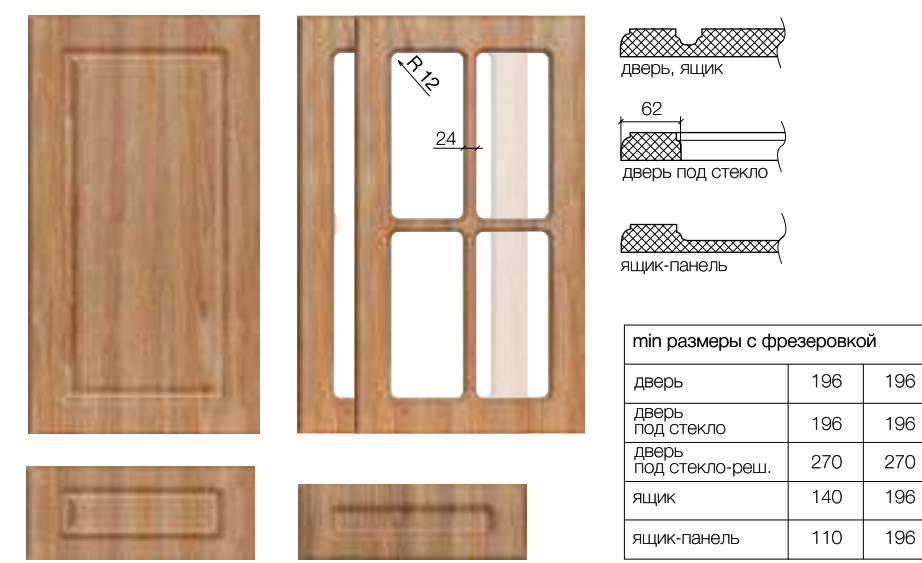 R 12
24
дверь, ящик
62
дверь под стекло
ящик-панель
min размеры с фрезеровкой
дверь 196 196
дверь
под стекло 196 196
дверь
под стекло-реш. 270 270
ящик 140 196
ящик-панель 110 196